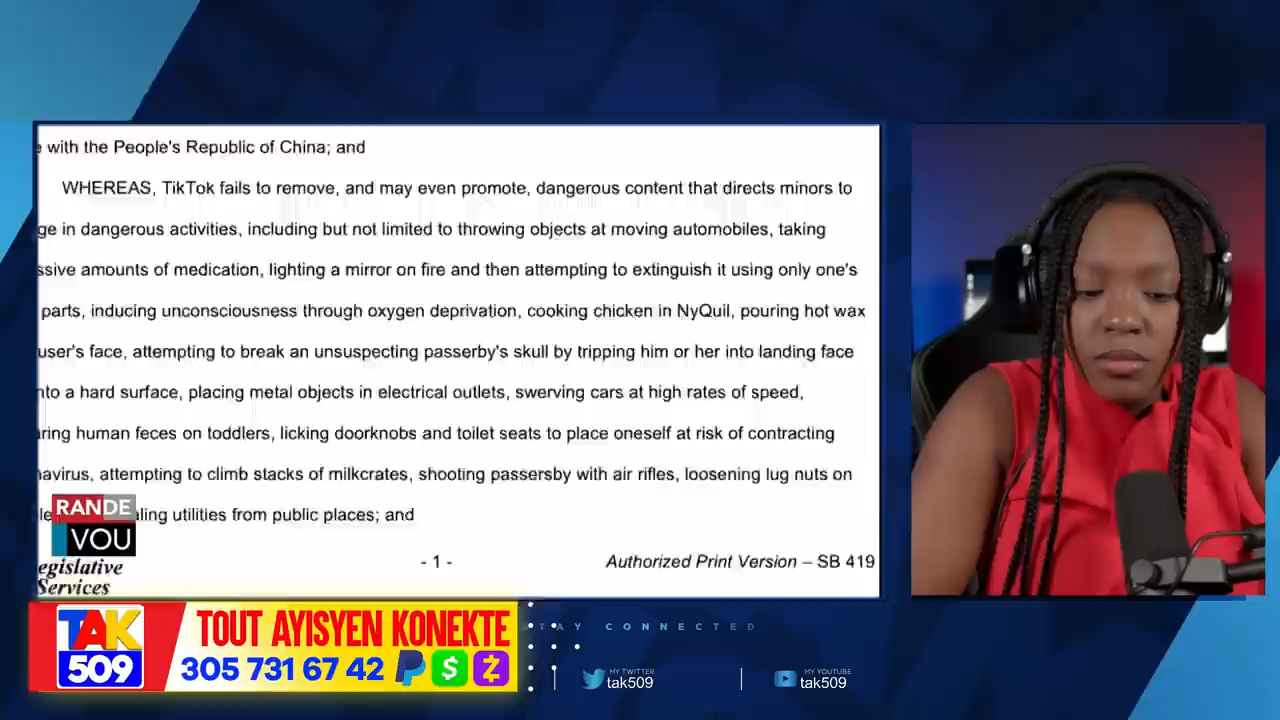 with the People's Republic of China; and
WHEREAS, TikTok fails to remove, and may even promote, dangerous content that directs minors to
ge in dangerous activities, including but not limited to throwing objects at moving automobiles, taking
ssive amounts of medication, lighting a mirror on fire and then attempting to extinguish it using only one's
parts, inducing unconsciousness through oxygen deprivation, cooking chicken in NyQuil, pouring hot wax
user's face, attempting to break an unsuspecting passerby's skull by tripping him or her into landing face
nto a hard surface, placing metal objects in electrical outlets, swerving cars at high rates of speed,
aring human feces on toddlers, licking doorknobs and toilet seats to place oneself at risk of contracting
navirus, attempting to climb stacks of milkcrates, shooting passersby with air rifles, loosening lug nuts on
aling utilities from public places; and
RANDE
VOU
- 1 -
Authorized Print Version – SB 419
egislative
Services
TAK
509
TOUT AYISYEN KONEKTE
305 731 67 42
TAY CONNECTED
MY TWITTER
tak509
MY YOUTUBE
tak509